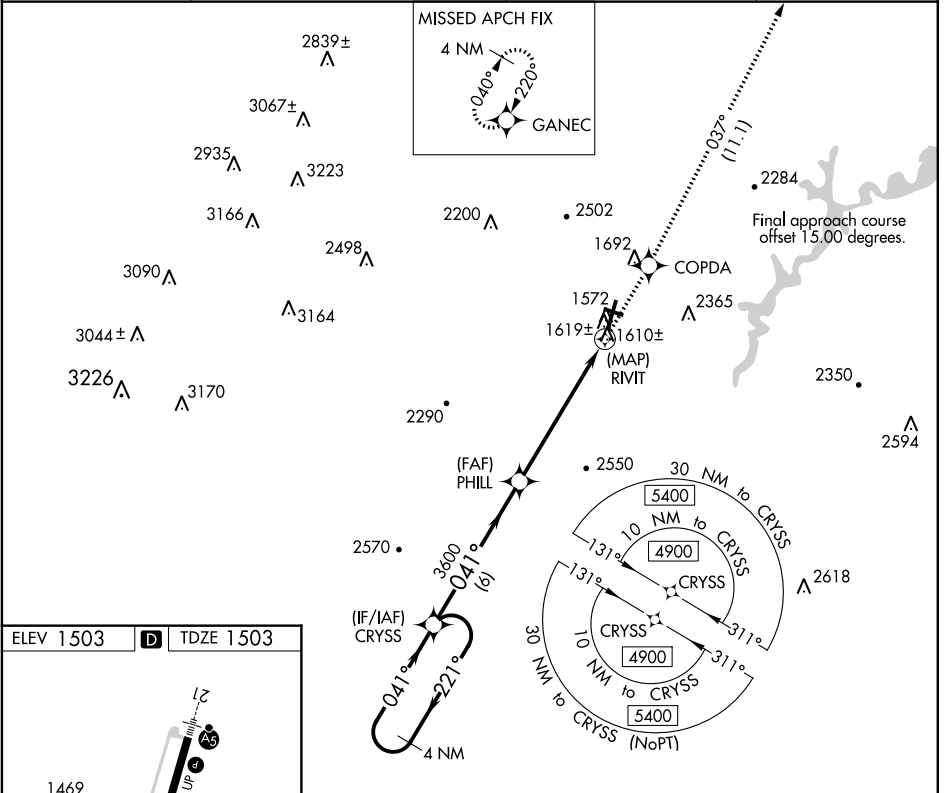 MISSED APCH FIX
4 NM
040°
220°
GANEC
2839±
3067±
2935
3223
3166
2200
2502
2498
3090
3164
3044±
3226
3170
037°
(11.1)
2284
Final approach course
offset 15.00 degrees.
1692
COPDA
1572
2365
1619±
1610±
(MAP)
RIVIT
2290
2350
2594
(FAF)
PHILL
2550
2570
3600
041°
(6)
(IF/IAF)
CRYSS
041°
221°
4 NM
30 NM to CRYSS
5400
10 NM to CRYSS
4900
131°
CRYSS
311°
131°
CRYSS
4900
311°
10 NM to CRYSS
5400
30 NM to CRYSS (NoPT)
2618
ELEV 1503
D
TDZE 1503
21
A5
P
UP
1469